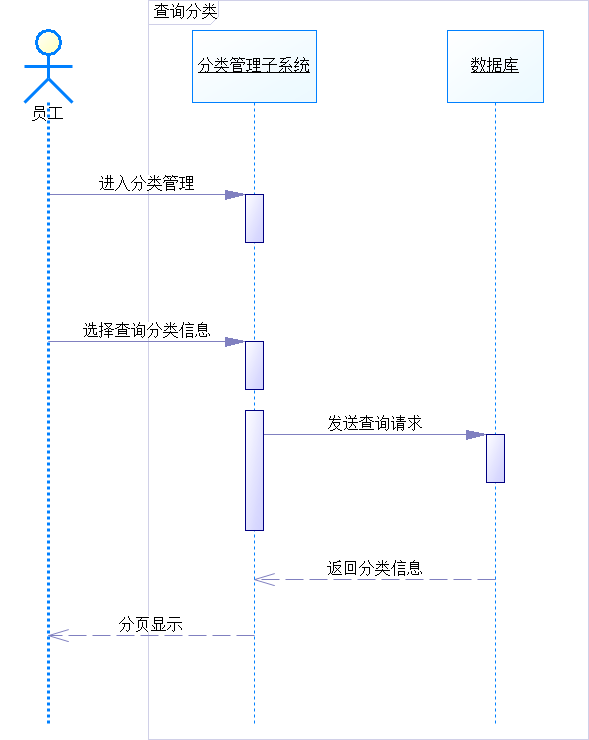 查询分类
分类管理子系统
数据库
员工
进入分类管理
选择查询分类信息
发送查询请求
返回分类信息
分页显示